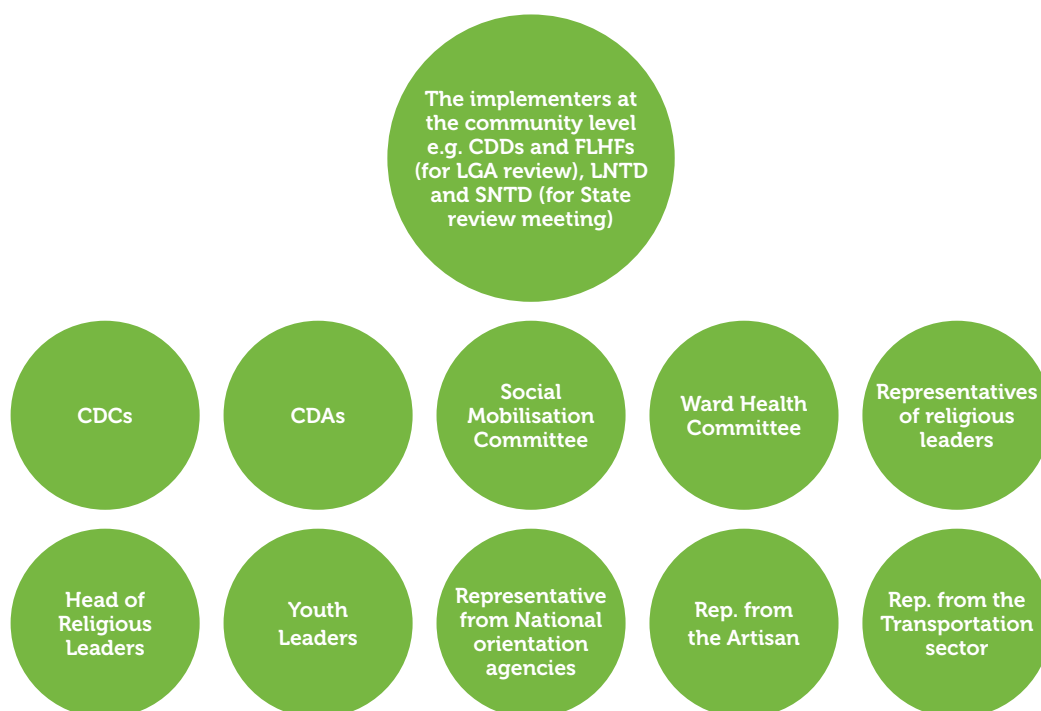 The implementers at
the community level
e.g. CDDs and FLHFs
(for LGA review), LNTD
and SNTD (for State
review meeting)
CDCs
CDAs
Social
Mobilisation
Committee
Ward Health
Committee
Representatives
of religious
leaders
Head of
Religious
Leaders
Youth
Leaders
Representative
from National
orientation
agencies
Rep. from
the Artisan
Rep. from the
Transportation
sector